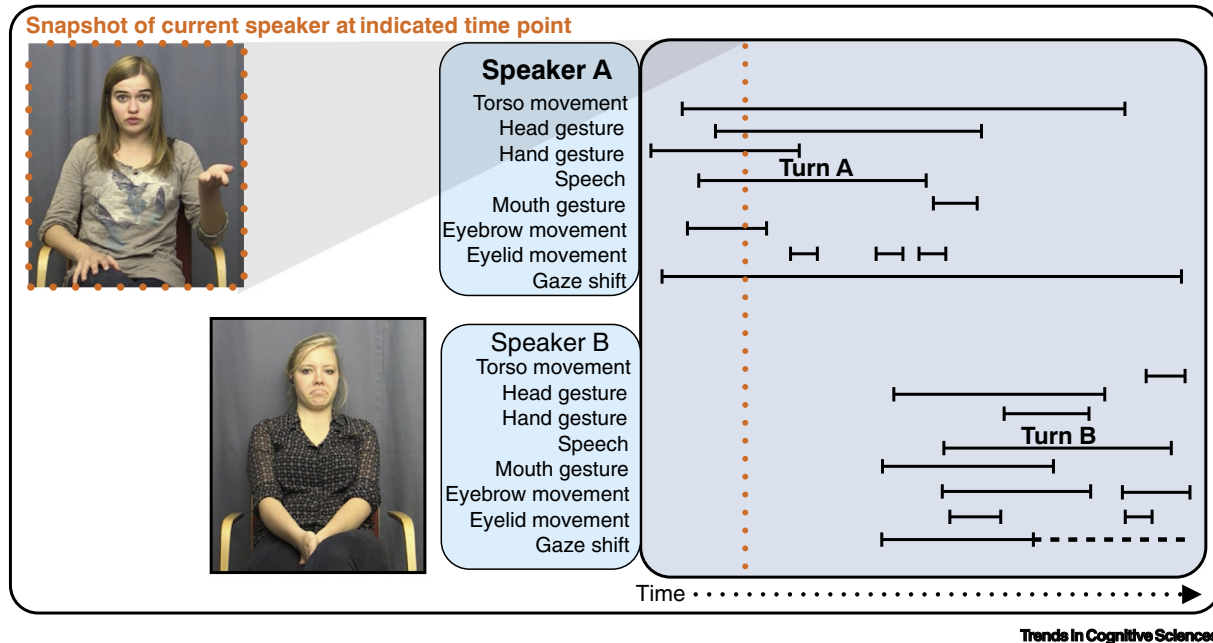 Snapshot of current speaker at indicated time point
Speaker A
Torso movement
Head gesture
Hand gesture
Speech
Mouth gesture
Eyebrow movement
Eyelid movement
Gaze shift
Turn A
Speaker B
Torso movement
Head gesture
Hand gesture
Speech
Mouth gesture
Eyebrow movement
Eyelid movement
Gaze shift
Turn B
Time
Trends in Cognitive Sciences